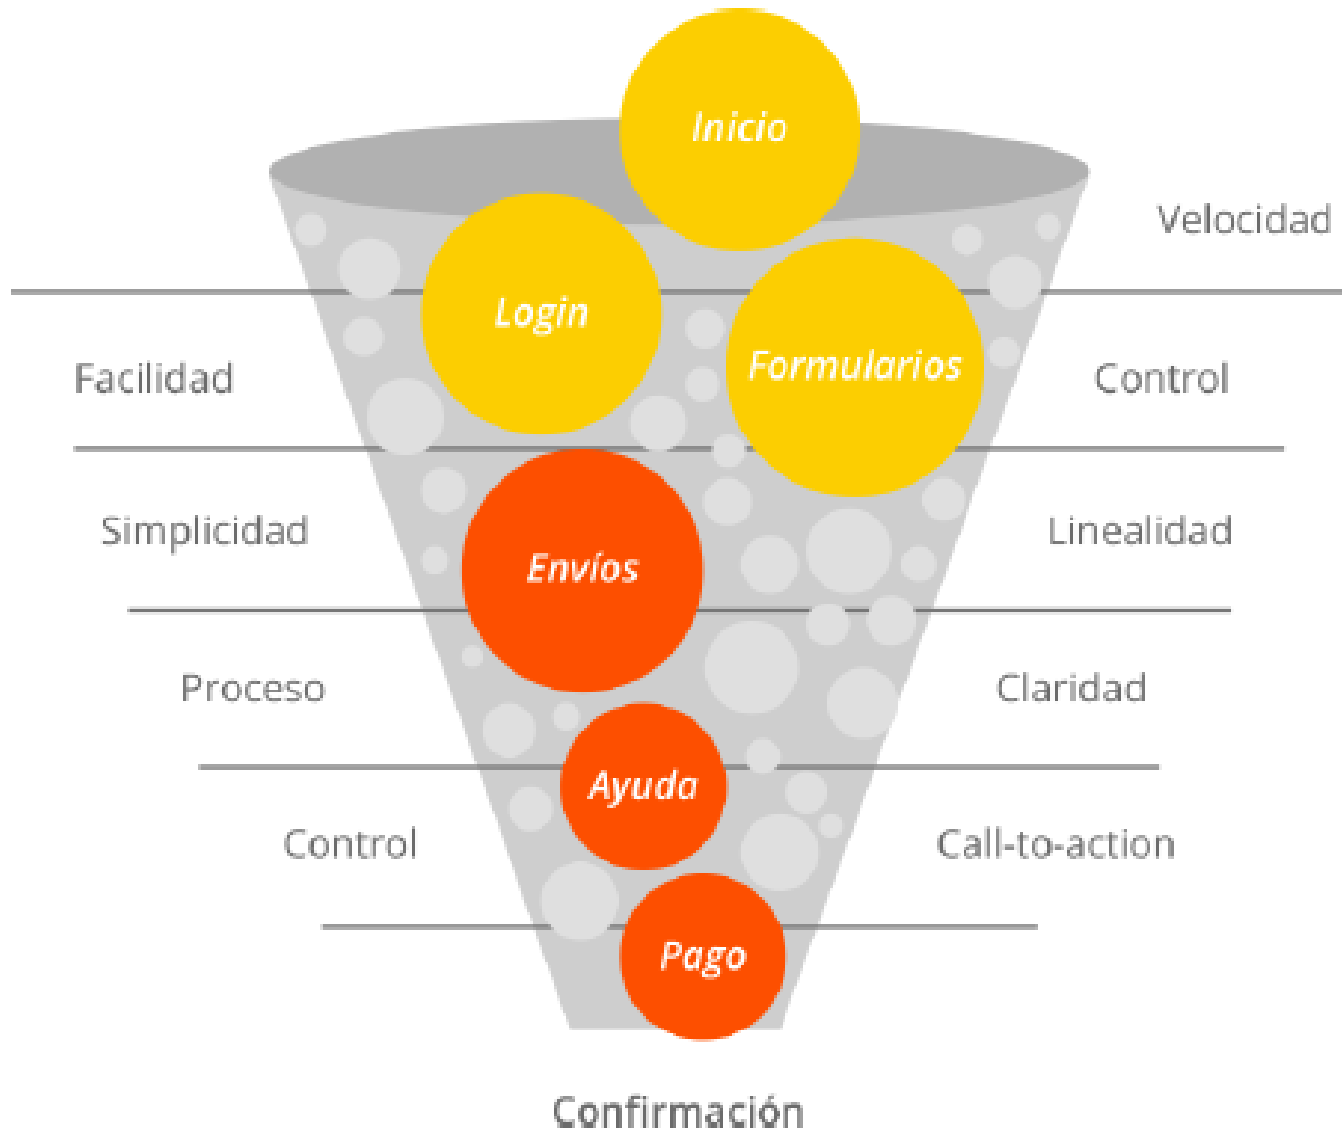 Inicio
Velocidad
Login
Formularios
Facilidad
Control
Simplicidad
Linealidad
Envíos
Proceso
Claridad
Ayuda
Control
Call-to-action
Pago
Confirmación